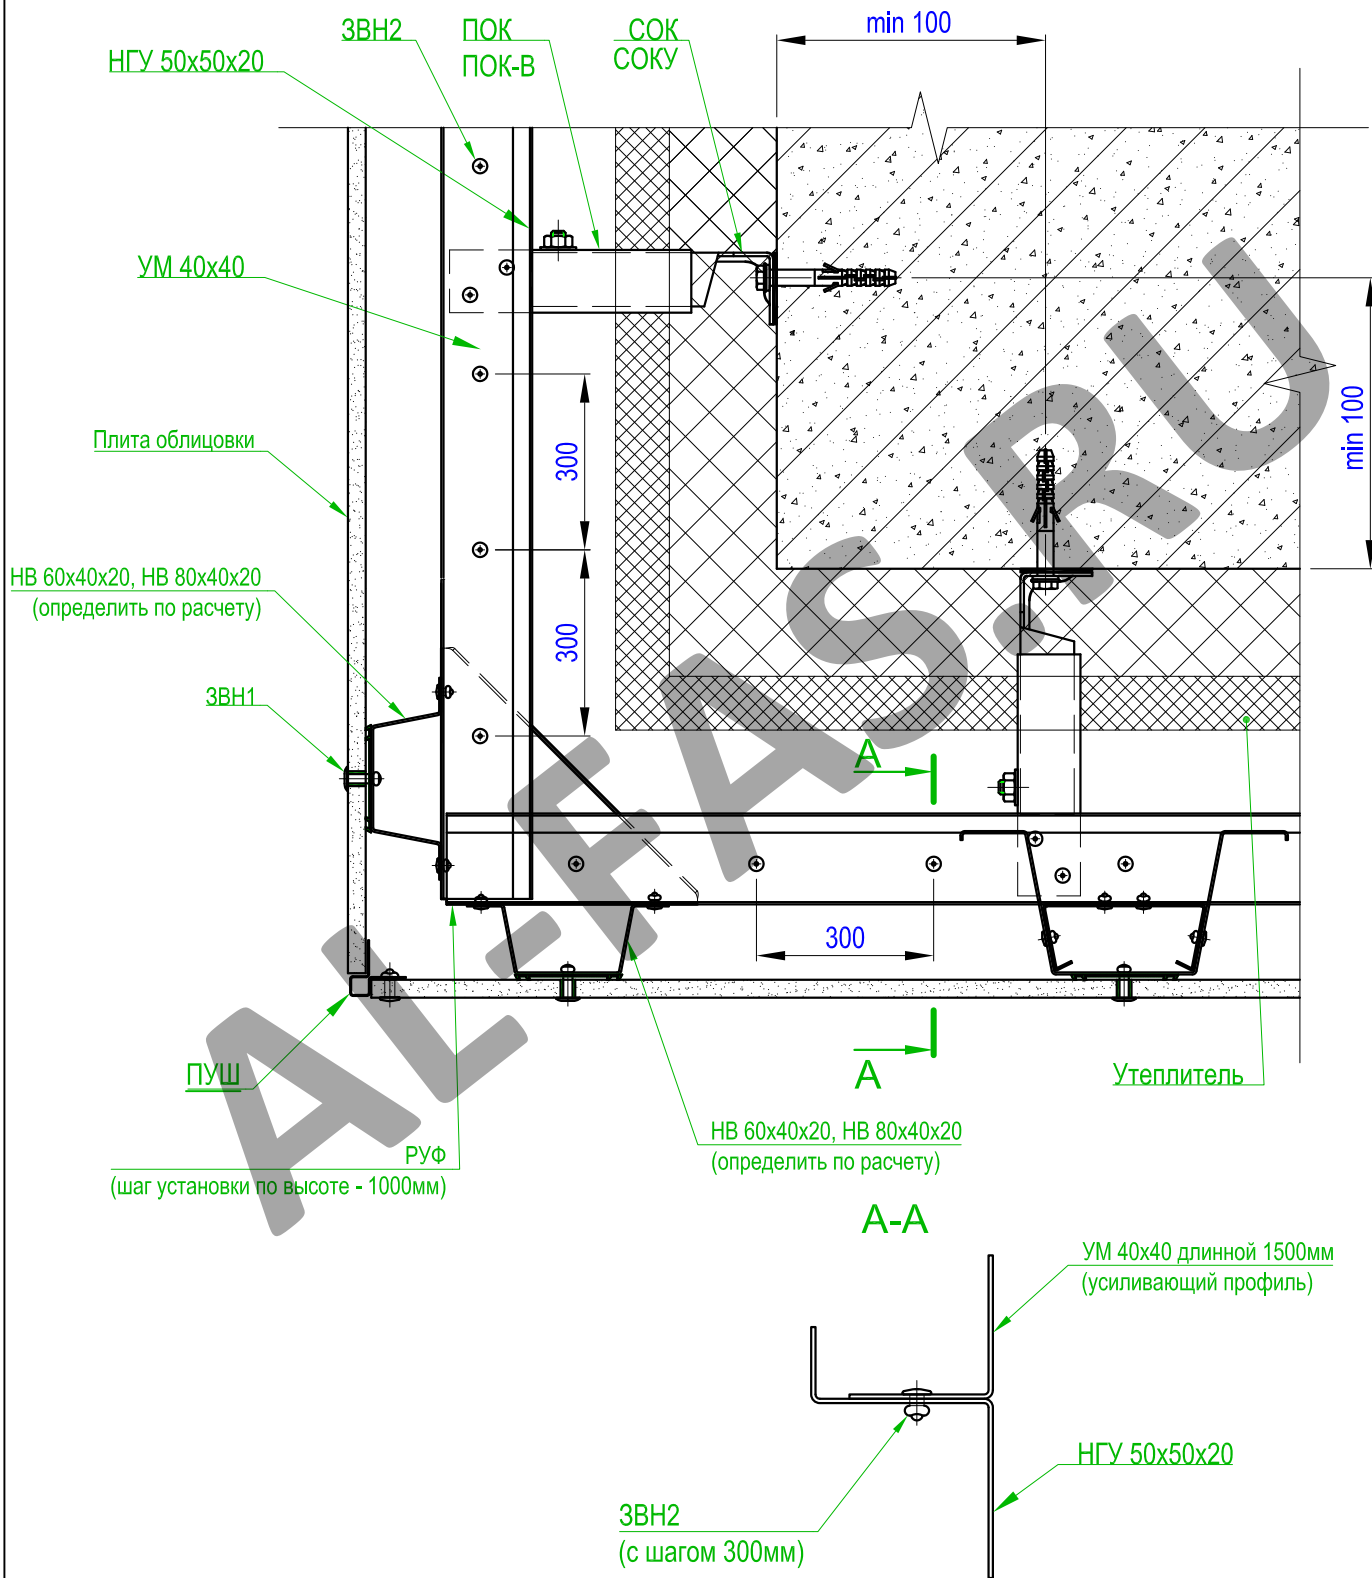 min 100
ЗВН2
ПОК
ПОК-В
СОК
СОКУ
НГУ 50х50х20
УМ 40х40
Плита облицовки
300
min 100
НВ 60х40х20, НВ 80х40х20
(определить по расчету)
300
ЗВН1
А
300
А
ПУШ
Утеплитель
РУФ
(шаг установки по высоте - 1000мм)
НВ 60х40х20, НВ 80х40х20
(определить по расчету)
А-А
УМ 40х40 длинной 1500мм
(усиливающий профиль)
НГУ 50х50х20
ЗВН2
(с шагом 300мм)
AL-FAS.RU